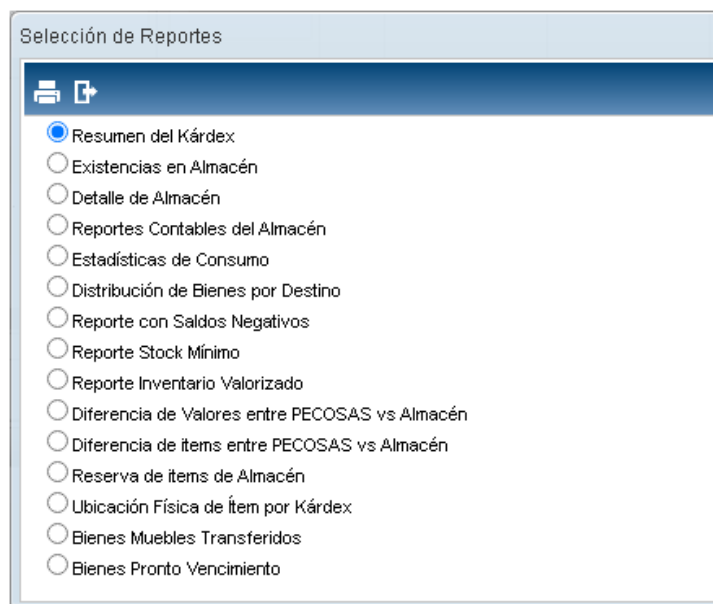 Selección de Reportes
Resumen del Kárdex
Existencias en Almacén
Detalle de Almacén
Reportes Contables del Almacén
Estadísticas de Consumo
Distribución de Bienes por Destino
Reporte con Saldos Negativos
Reporte Stock Mínimo
Reporte Inventario Valorizado
Diferencia de Valores entre PECOSAS vs Almacén
Diferencia de items entre PECOSAS vs Almacén
Reserva de items de Almacén
Ubicación Física de Ítem por Kárdex
Bienes Muebles Transferidos
Bienes Pronto Vencimiento